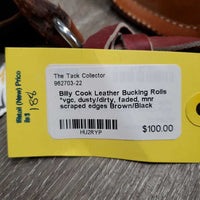 The Tack Collector
962703-22
Billy Cook Leather Bucking Rolls
*vgc, dusty/dirty, faded, mnr
scraped edges Brown/Black
HU2RYP
$100.00
Retail (New) Price
is $ 188